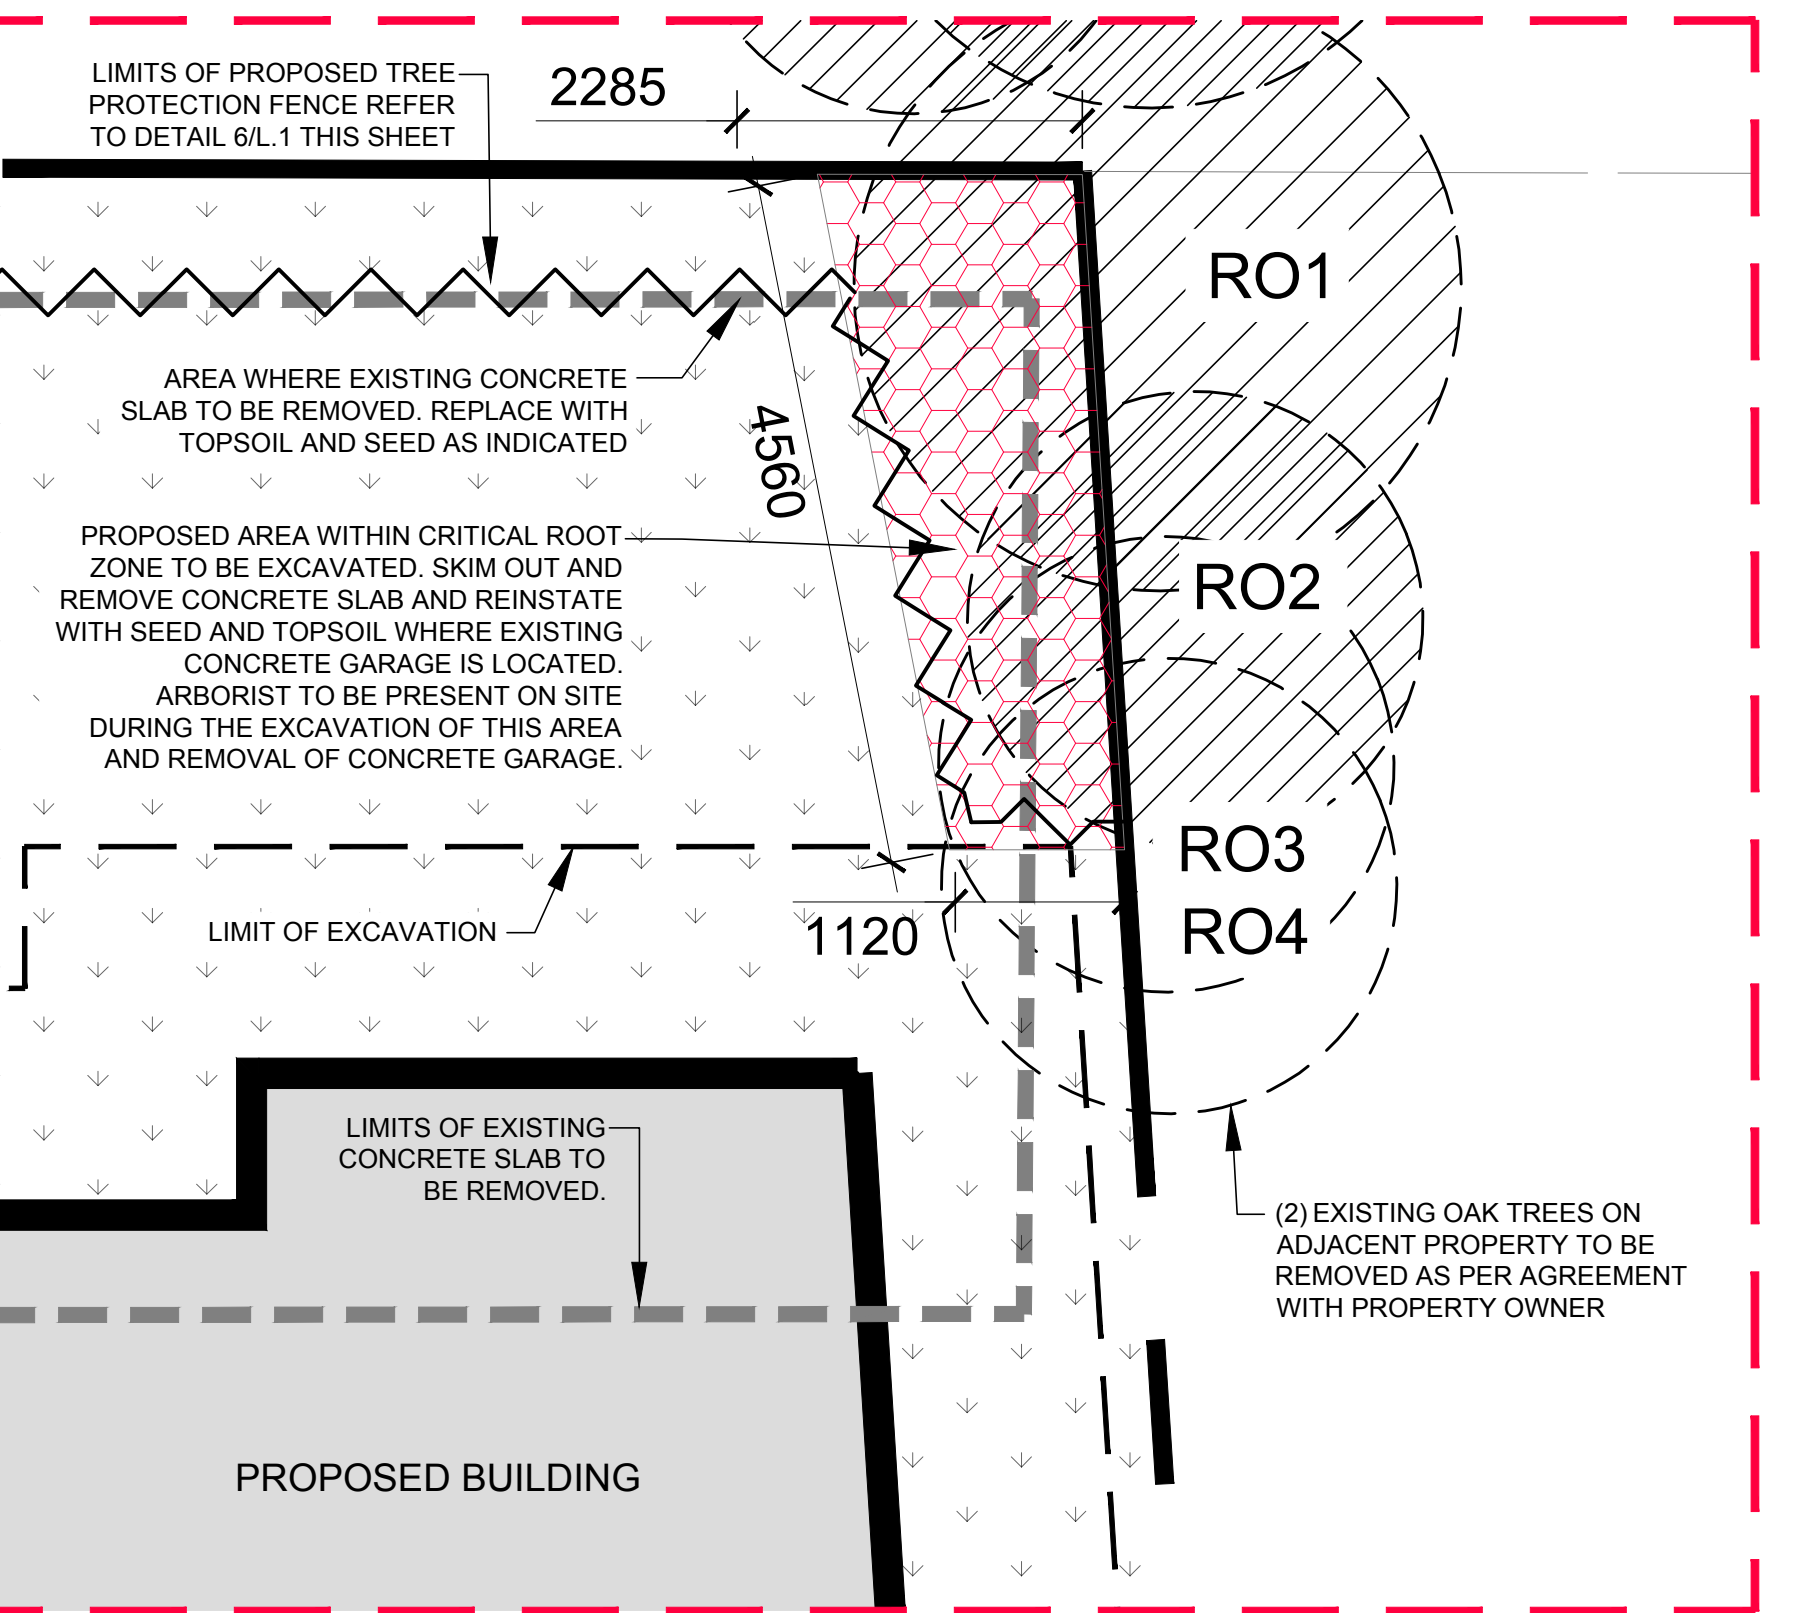 LIMITS OF PROPOSED TREE
PROTECTION FENCE REFER
TO DETAIL 6/L.1 THIS SHEET
2285
RO1
AREA WHERE EXISTING CONCRETE
SLAB TO BE REMOVED. REPLACE WITH
TOPSOIL AND SEED AS INDICATED
4560
PROPOSED AREA WITHIN CRITICAL ROOT
ZONE TO BE EXCAVATED. SKIM OUT AND
REMOVE CONCRETE SLAB AND REINSTATE
WITH SEED AND TOPSOIL WHERE EXISTING
CONCRETE GARAGE IS LOCATED.
ARBORIST TO BE PRESENT ON SITE
DURING THE EXCAVATION OF THIS AREA
AND REMOVAL OF CONCRETE GARAGE.
RO2
RO3
RO4
LIMIT OF EXCAVATION
1120
LIMITS OF EXISTING
CONCRETE SLAB TO
BE REMOVED.
(2) EXISTING OAK TREES ON
ADJACENT PROPERTY TO BE
REMOVED AS PER AGREEMENT
WITH PROPERTY OWNER
PROPOSED BUILDING